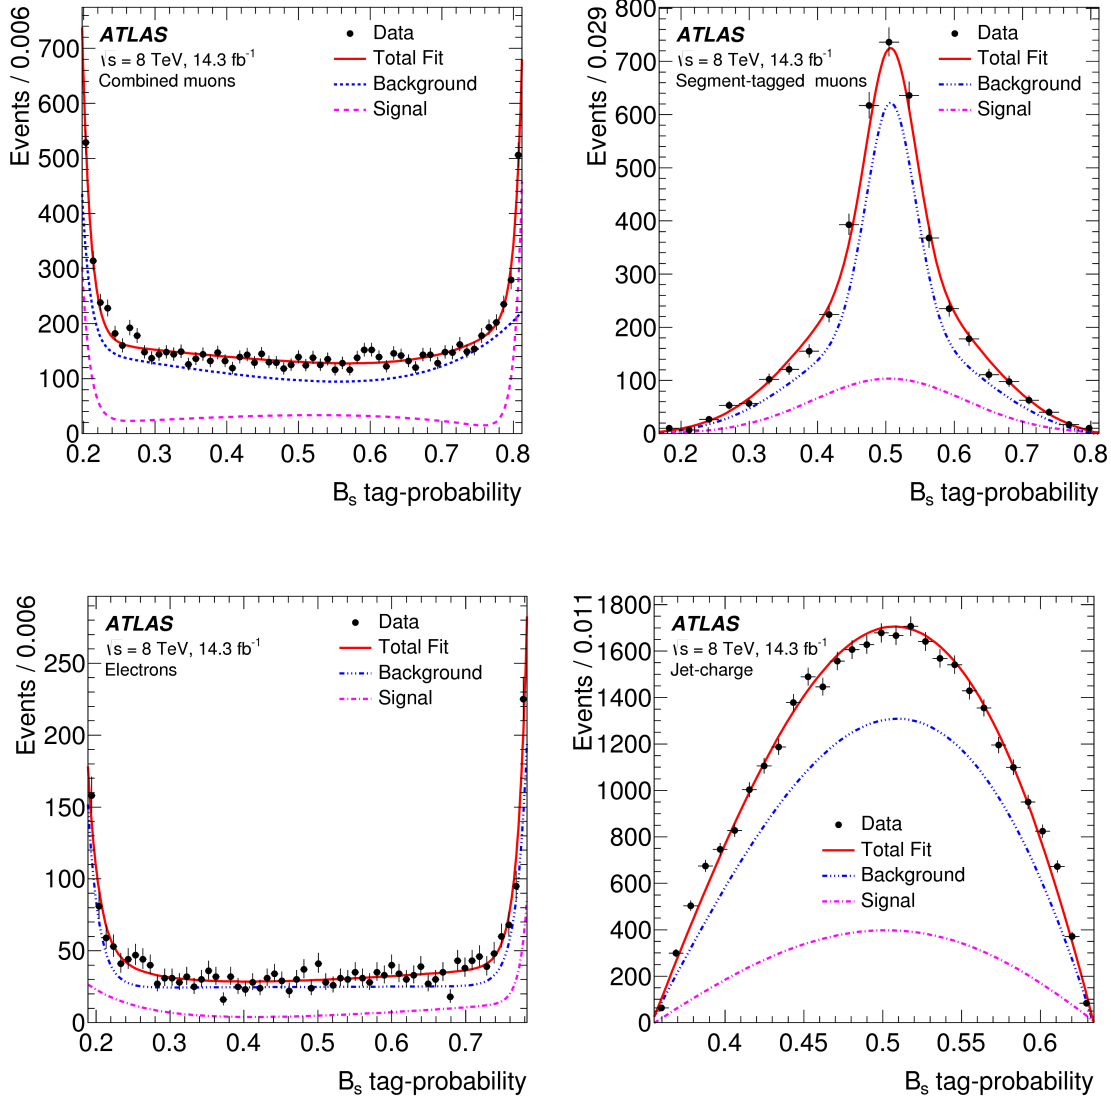 Events / 0.006
700
600
500
400
300
200
100
0
ATLAS
√s = 8 TeV, 14.3 fb-1
Combined muons
Data
Total Fit
Background
Signal
0.2 0.3 0.4 0.5 0.6 0.7 0.8
Bs tag-probability
Events / 0.029
800
700
600
500
400
300
200
100
0
ATLAS
√s = 8 TeV, 14.3 fb-1
Segment-tagged muons
Data
Total Fit
Background
Signal
0.2 0.3 0.4 0.5 0.6 0.7 0.8
Bs tag-probability
Events / 0.006
250
200
150
100
50
0
ATLAS
√s = 8 TeV, 14.3 fb-1
Electrons
Data
Total Fit
Background
Signal
0.2 0.3 0.4 0.5 0.6 0.7
Bs tag-probability
Events / 0.011
1800
1600
1400
1200
1000
800
600
400
200
0
ATLAS
√s = 8 TeV, 14.3 fb-1
Jet-charge
Data
Total Fit
Background
Signal
0.4 0.45 0.5 0.55 0.6
Bs tag-probability